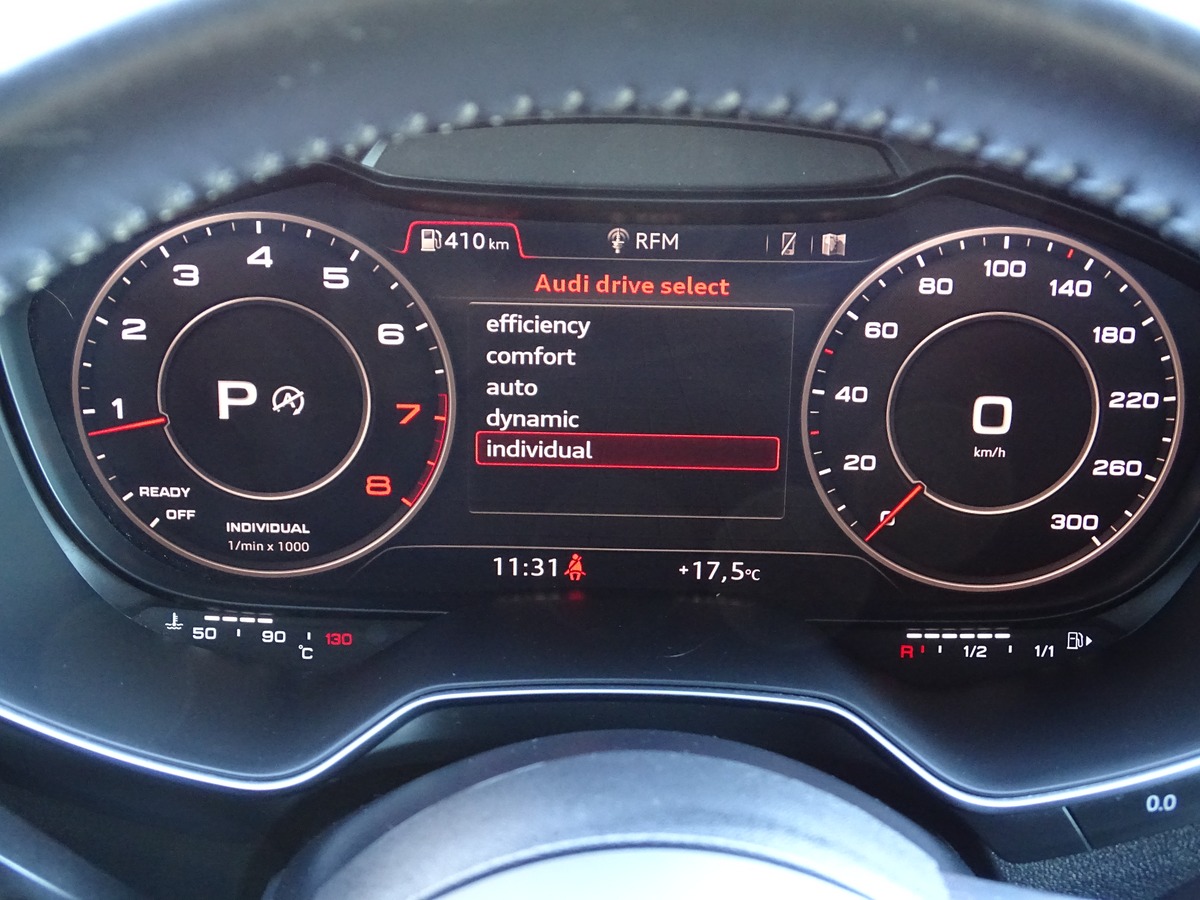 410 km
RFM
Audi drive select
efficiency
comfort
auto
dynamic
individual
1
2
3
4
5
6
7
8
P
READY
OFF
INDIVIDUAL
1/min x 1000
0
20
40
60
80
100
140
180
220
260
300
0
km/h
11:31
+17,5°C
50 90 130
°C
R 1/2 1/1
0.0